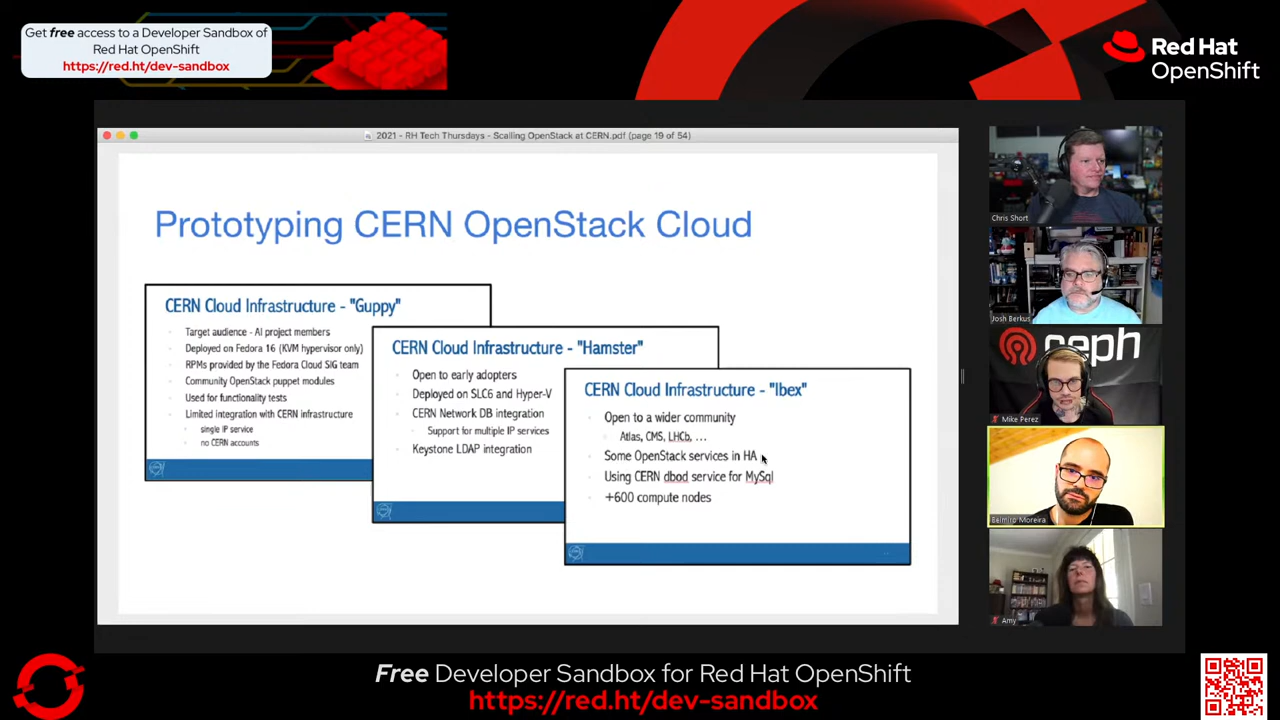 Get free access to a Developer Sandbox of
Red Hat OpenShift
https://red.ht/dev-sandbox
Red Hat
OpenShift
2021 - RH Tech Thursdays - Scaling OpenStack at CERN.pdf (page 19 of 54)
Prototyping CERN OpenStack Cloud
CERN Cloud Infrastructure - "Guppy"
Target audience - AI project members
Deployed on Fedora 16 (KVM hypervisor only)
RPMs provided by the Fedora Cloud SIG team
Community OpenStack puppet modules
Used for functionality tests
Limited integration with CERN infrastructure
single IP service
no CERN accounts
CERN Cloud Infrastructure - "Hamster"
Open to early adopters
Deployed on SLC6 and Hyper-V
CERN Network DB integration
Support for multiple IP services
Keystone LDAP integration
CERN Cloud Infrastructure - "Ibex"
Open to a wider community
Atlas, CMS, LHCb, ...
Some OpenStack services in HA
Using CERN dbod service for MySql
+600 compute nodes
Chris Short
Josh Berkus
ceph
Mike Perez
Belmiro Moreira
Amy
Free Developer Sandbox for Red Hat OpenShift
https://red.ht/dev-sandbox